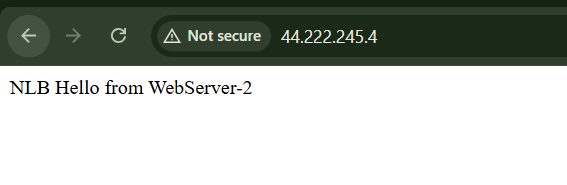 Not secure 44.222.245.4
NLB Hello from WebServer-2